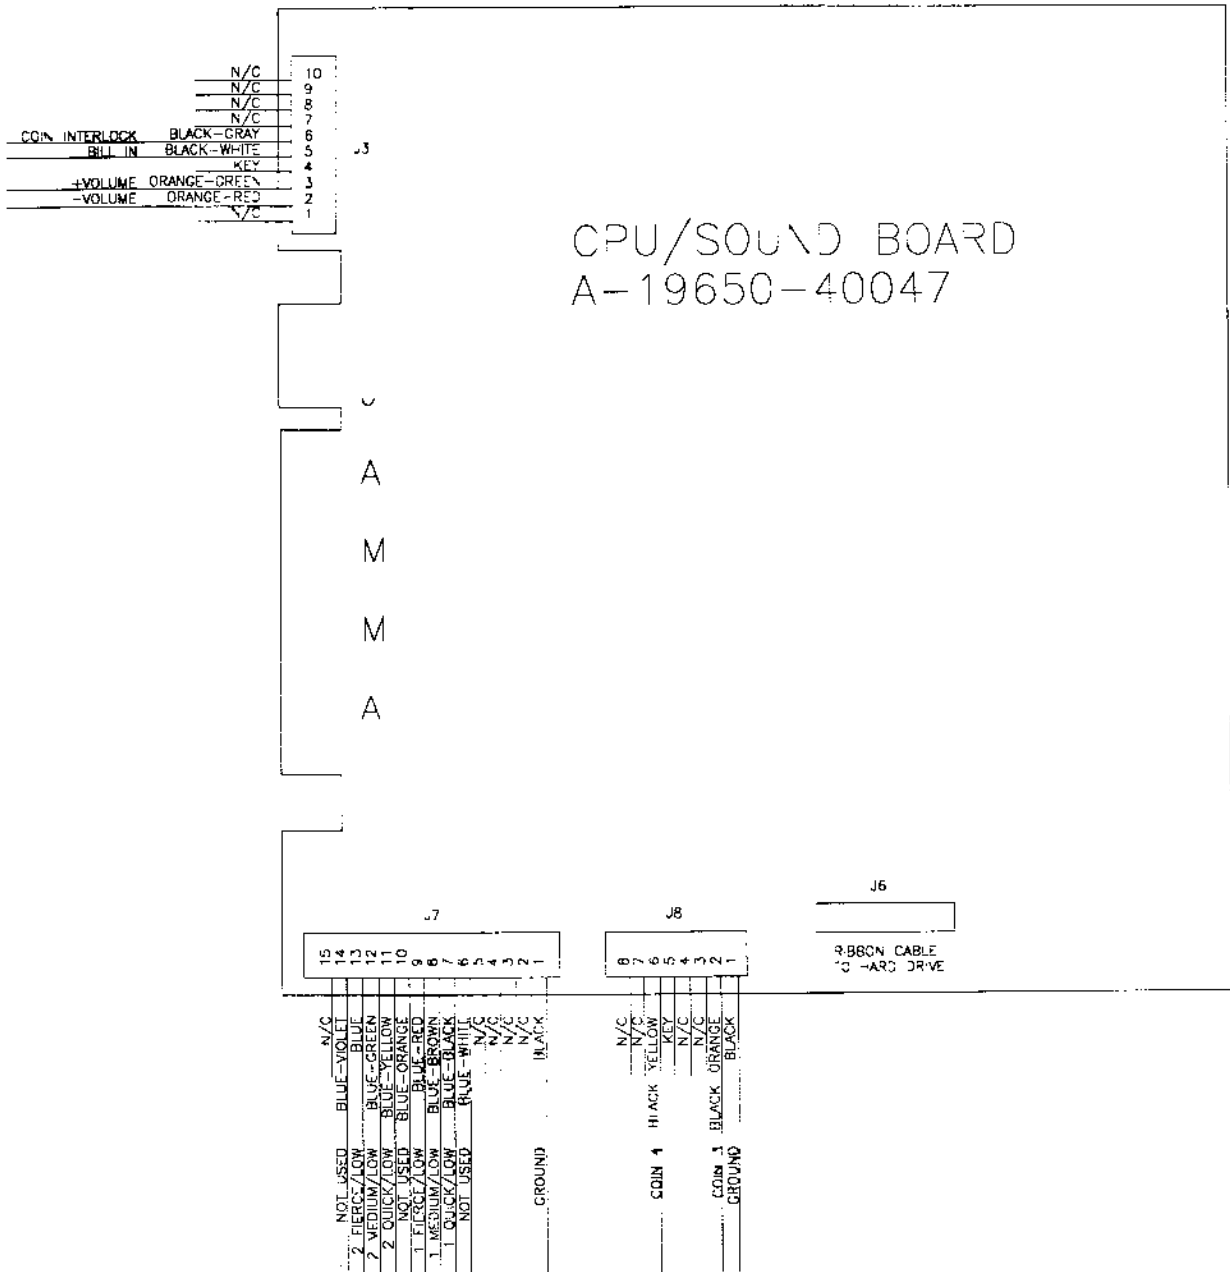 N/C 10
N/C 9
N/C 8
N/C 7
COIN INTERLOCK BLACK-GRAY 6
BILL IN BLACK-WHITE 5
KEY 4
+VOLUME ORANGE-GREEN 3
-VOLUME ORANGE-RED 2
N/C 1
J3
CPU/SOUND BOARD
A-19650-40047
J
A
M
M
A
J7
15 N/C
14 BLUE-VIOLET NOT USED
13 BLUE 2 FIERCE/LOW
12 BLUE-GREEN 2 MEDIUM/LOW
11 BLUE-YELLOW 2 QUICK/LOW
10 BLUE-ORANGE NOT USED
9 BLUE-RED 1 FIERCE/LOW
8 BLUE-BROWN 1 MEDIUM/LOW
7 BLUE-BLACK 1 QUICK/LOW
6 BLUE-WHITE NOT USED
5 N/C
4 N/C
3 N/C
2 N/C
1 BLACK GROUND
J8
8 N/C
7 N/C
6 BLACK YELLOW COIN 4
5 KEY
4 N/C
3 N/C
2 BLACK ORANGE COIN 3
1 BLACK GROUND
J6
RIBBON CABLE
TO HARD DRIVE